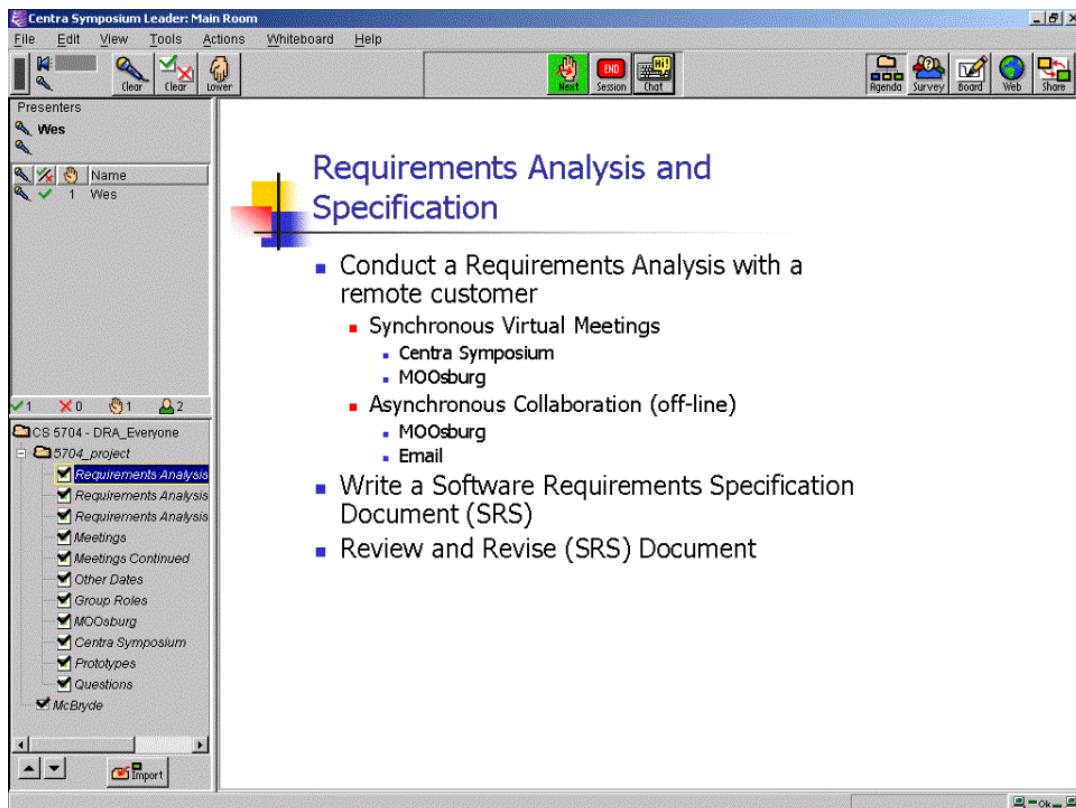 Centra Symposium Leader: Main Room
File Edit View Tools Actions Whiteboard Help
Clear Clear Lower Next END Session Hi! Chat Agenda Survey Board Web Share
Presenters
Wes
Name
1 Wes
1 0 1 2
CS 5704 - DRA_Everyone
5704_project
Requirements Analysis
Requirements Analysis
Requirements Analysis
Meetings
Meetings Continued
Other Dates
Group Roles
MOOsburg
Centra Symposium
Prototypes
Questions
McBryde
Import
Requirements Analysis and
Specification
Conduct a Requirements Analysis with a
remote customer
Synchronous Virtual Meetings
Centra Symposium
MOOsburg
Asynchronous Collaboration (off-line)
MOOsburg
Email
Write a Software Requirements Specification
Document (SRS)
Review and Revise (SRS) Document
Ok